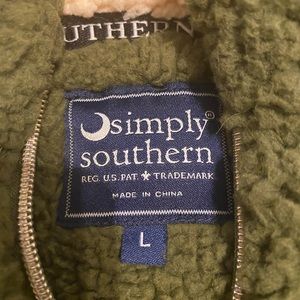 UTHERN
simply
southern
REG. U.S. PAT. ★ TRADEMARK
MADE IN CHINA
L